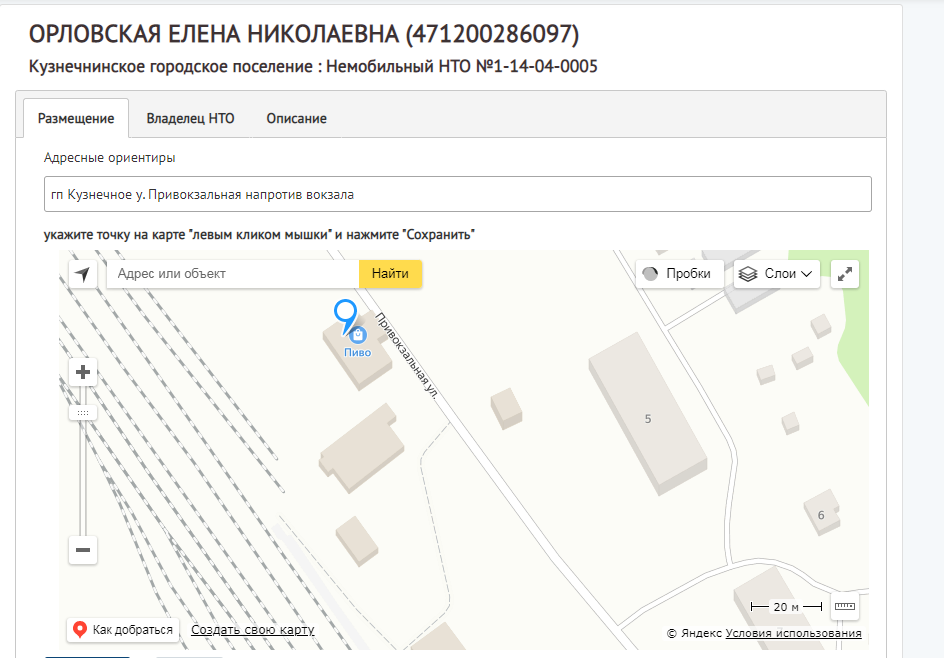 ОРЛОВСКАЯ ЕЛЕНА НИКОЛАЕВНА (471200286097)
Кузнечнинское городское поселение : Немобильный НТО №1-14-04-0005
Размещение
Владелец НТО
Описание
Адресные ориентиры
гп Кузнечное у. Привокзальная напротив вокзала
укажите точку на карте "левым кликом мышки" и нажмите "Сохранить"
Адрес или объект
Найти
Пробки
Слои
Привокзальная ул.
Пиво
5
6
20 м
Как добраться
Создать свою карту
© Яндекс Условия использования